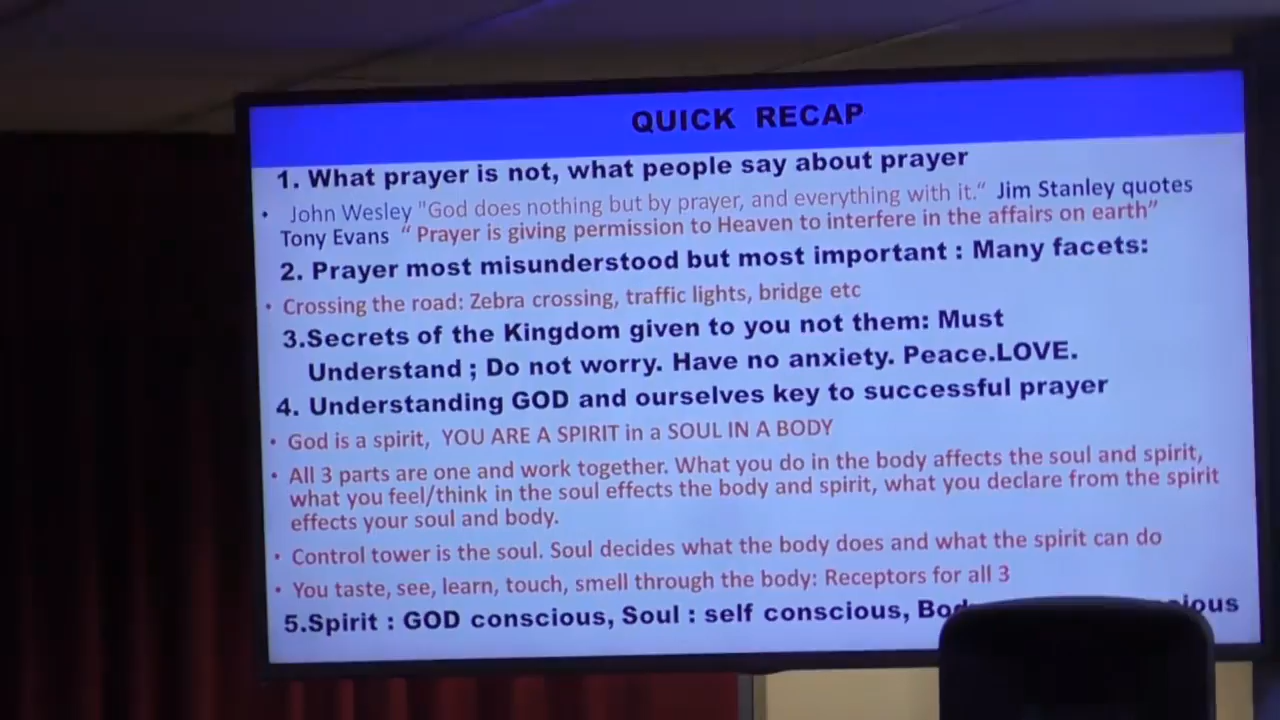 QUICK RECAP
1. What prayer is not, what people say about prayer
• John Wesley "God does nothing but by prayer, and everything with it.“ Jim Stanley quotes
Tony Evans “ Prayer is giving permission to Heaven to interfere in the affairs on earth”
2. Prayer most misunderstood but most important : Many facets:
• Crossing the road: Zebra crossing, traffic lights, bridge etc
3.Secrets of the Kingdom given to you not them: Must
Understand ; Do not worry. Have no anxiety. Peace.LOVE.
4. Understanding GOD and ourselves key to successful prayer
• God is a spirit, YOU ARE A SPIRIT in a SOUL IN A BODY
• All 3 parts are one and work together. What you do in the body affects the soul and spirit,
what you feel/think in the soul effects the body and spirit, what you declare from the spirit
effects your soul and body.
• Control tower is the soul. Soul decides what the body does and what the spirit can do
• You taste, see, learn, touch, smell through the body: Receptors for all 3
5.Spirit : GOD conscious, Soul : self conscious,